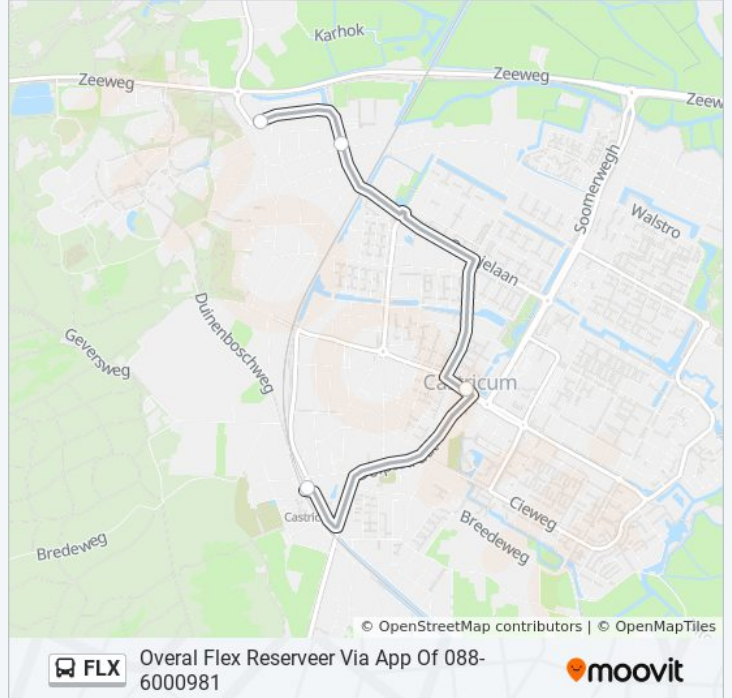 Karhok
Zeeweg
Zeeweg
Soomerwegh
Walstro
Duinenboschweg
Geversweg
Cieweg
Breedeweg
Bredeweg
© OpenStreetMap contributors | © OpenMapTiles
FLX
Overal Flex Reserveer Via App Of 088-
6000981
moovit